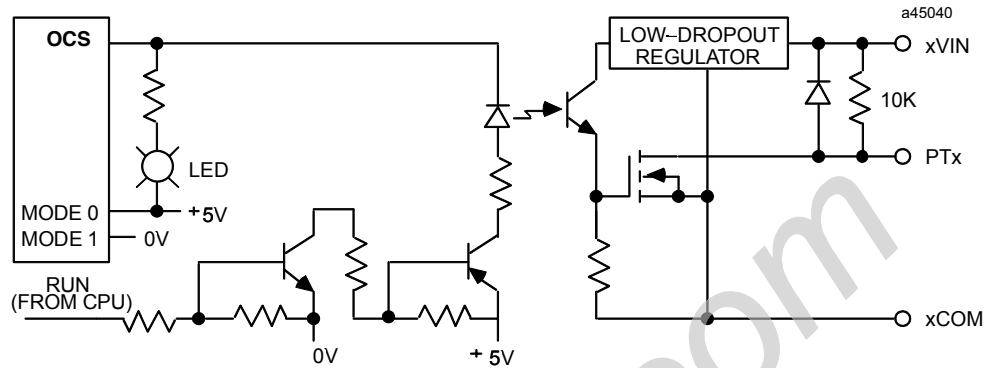 a45040
OCS
LOW-DROPOUT
REGULATOR
xVIN
10K
LED
PTx
MODE 0
+5V
MODE 1
0V
RUN
(FROM CPU)
xCOM
0V
+ 5V
com